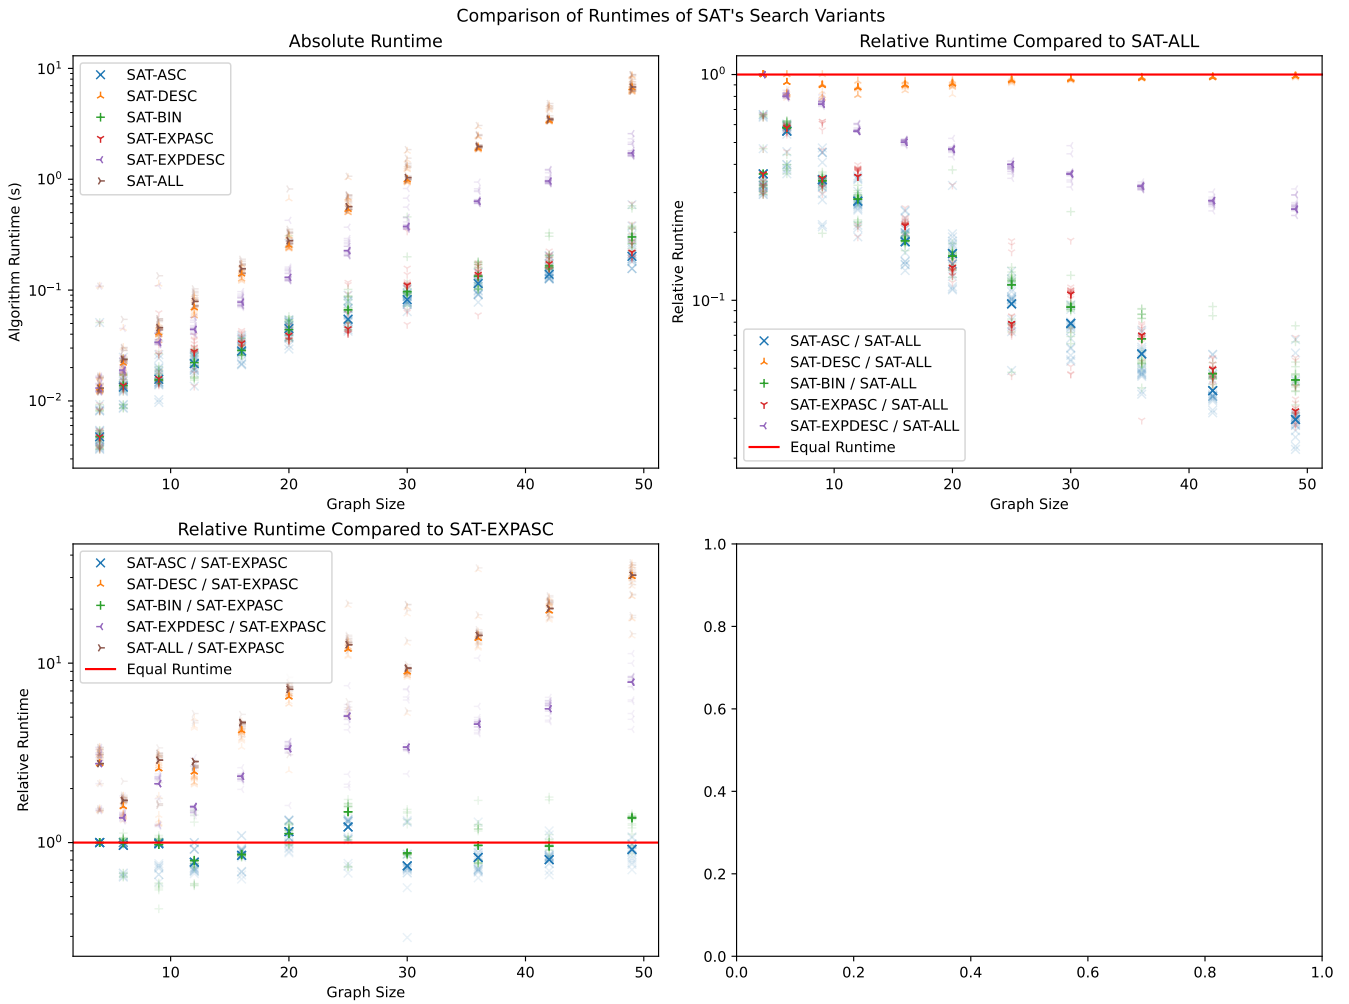 Comparison of Runtimes of SAT's Search Variants
Absolute Runtime
Algorithm Runtime (s)
10¹
10⁰
10⁻¹
10⁻²
SAT-ASC
SAT-DESC
SAT-BIN
SAT-EXPASC
SAT-EXPDESC
SAT-ALL
10 20 30 40 50
Graph Size
Relative Runtime Compared to SAT-ALL
Relative Runtime
10⁰
10⁻¹
SAT-ASC / SAT-ALL
SAT-DESC / SAT-ALL
SAT-BIN / SAT-ALL
SAT-EXPASC / SAT-ALL
SAT-EXPDESC / SAT-ALL
Equal Runtime
10 20 30 40 50
Graph Size
Relative Runtime Compared to SAT-EXPASC
Relative Runtime
10¹
10⁰
SAT-ASC / SAT-EXPASC
SAT-DESC / SAT-EXPASC
SAT-BIN / SAT-EXPASC
SAT-EXPDESC / SAT-EXPASC
SAT-ALL / SAT-EXPASC
Equal Runtime
10 20 30 40 50
Graph Size
1.0
0.8
0.6
0.4
0.2
0.0
0.0 0.2 0.4 0.6 0.8 1.0